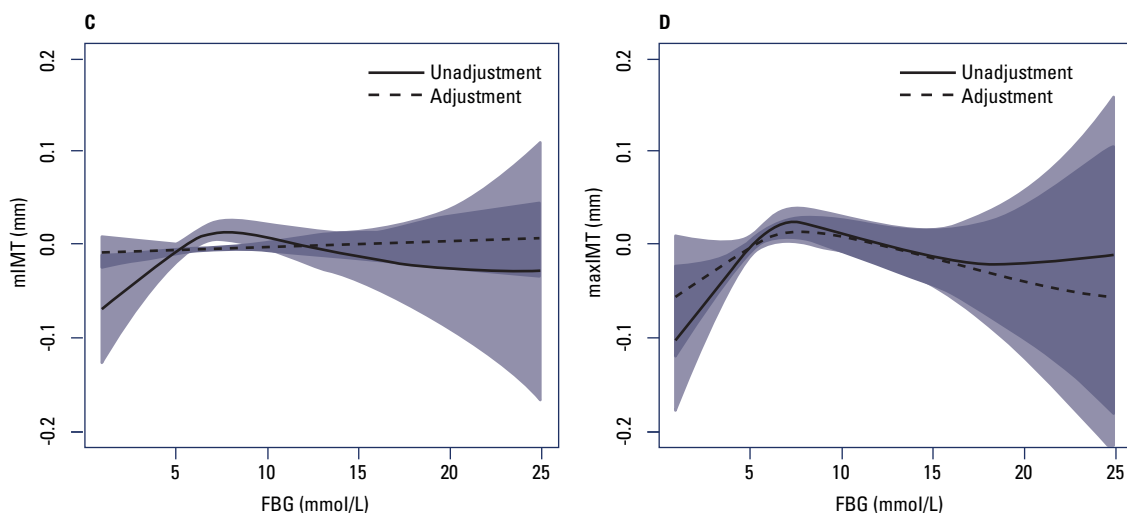 C
0.2
0.1
0.0
-0.1
-0.2
mIMT (mm)
Unadjustment
Adjustment
5
10
15
20
25
FBG (mmol/L)
D
0.2
0.1
0.0
-0.1
-0.2
maxIMT (mm)
Unadjustment
Adjustment
5
10
15
20
25
FBG (mmol/L)